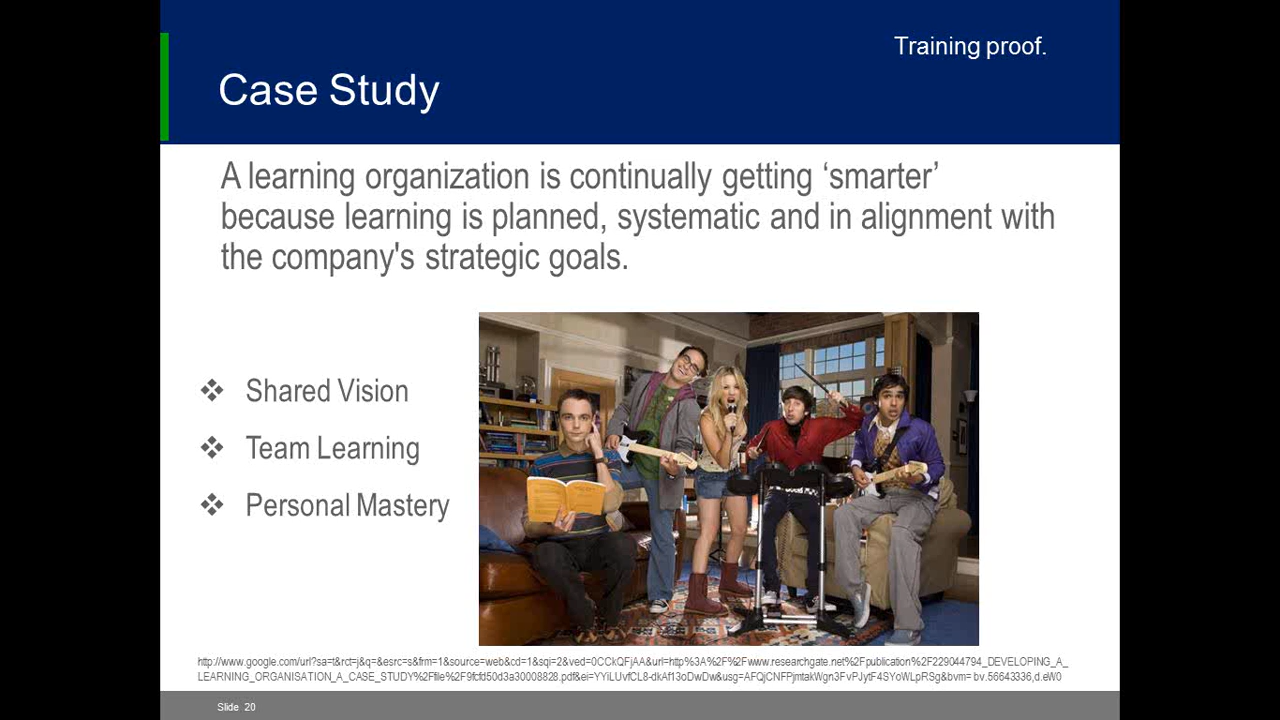 Training proof.
Case Study
A learning organization is continually getting ‘smarter’
because learning is planned, systematic and in alignment with
the company's strategic goals.
Shared Vision
Team Learning
Personal Mastery
http://www.google.com/url?sa=t&rct=j&q=&esrc=s&frm=1&source=web&cd=1&sqi=2&ved=0CCkQFjAA&url=http%3A%2F%2Fwww.researchgate.net%2Fpublication%2F229044794_DEVELOPING_A_
LEARNING_ORGANISATION_A_CASE_STUDY%2Ffile%2F9fcfd50d3a30008828.pdf&ei=YYiLUvfCL8-dkAf13oDwDw&usg=AFQjCNFPjmtakWgn3FvPJytF4SYoWLpRSg&bvm=bv.56643336,d.eW0
Slide 20